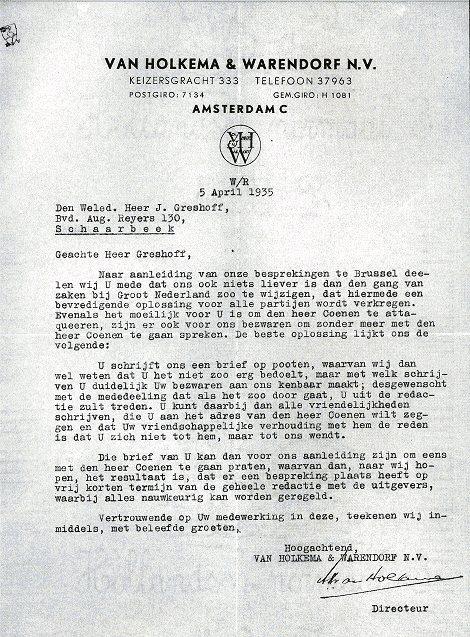 VAN HOLKEMA & WARENDORF N.V.
KEIZERSGRACHT 333 TELEFOON 37963
POSTGIRO: 7134 GEM.GIRO: H 1081
AMSTERDAM C
W/R
5 April 1935
Den Weled. Heer J. Greshoff,
Bvd. Aug. Reyers 130,
Schaarbeek
Geachte Heer Greshoff,
Naar aanleiding van onze besprekingen te Brussel dee-
len wij U mede dat ons ook niets liever is dan den gang van
zaken bij Groot Nederland zoo te wijzigen, dat hiermede een
bevredigende oplossing voor alle partijen wordt verkregen.
Evenals het moeilijk voor U is om den heer Coenen te atta-
queeren, zijn er ook voor ons bezwaren om zonder meer met den
heer Coenen te gaan spreken. De beste oplossing lijkt ons de
volgende:
U schrijft ons een brief op pooten, waarvan wij dan
wel weten dat U het niet zoo erg bedoelt, maar met welk schrij-
ven U duidelijk Uw bezwaren aan ons kenbaar maakt; desgewenscht
met de mededeeling dat als het zoo door gaat, U uit de redac-
tie zult treden. U kunt daarbij dan alle vriendelijkheden
schrijven, die U aan het adres van den heer Coenen wilt zeg-
gen en dat Uw vriendschappelijke verhouding met hem de reden
is dat U zich niet tot hem, maar tot ons wendt.
Die brief van U kan dan voor ons aanleiding zijn om eens
met den heer Coenen te gaan praten, waarvan dan, naar wij ho-
pen, het resultaat is, dat er een bespreking plaats heeft op
vrij korten termijn van de geheele redactie met de uitgevers,
waarbij alles nauwkeurig kan worden geregeld.
Vertrouwende op Uw medewerking in deze, teekenen wij in-
middels, met beleefde groeten,
Hoogachtend,
VAN HOLKEMA & WARENDORF N.V.
van Holkema
Directeur